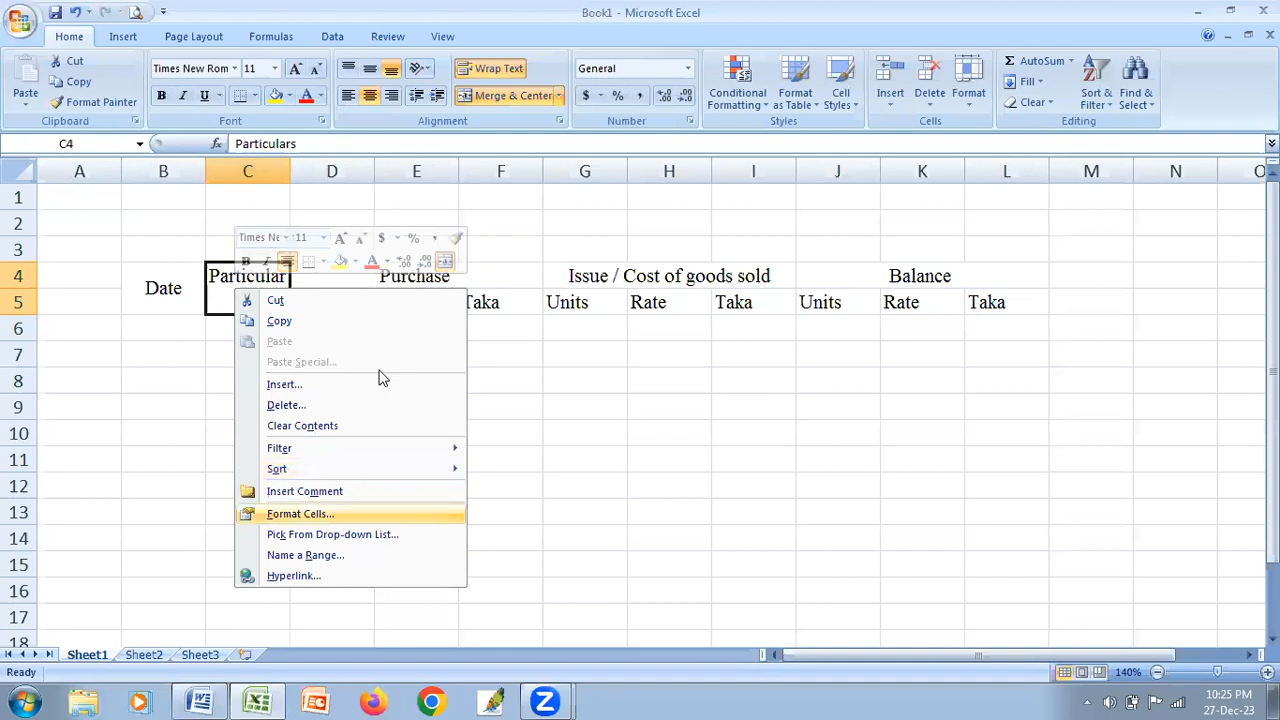 Book1 - Microsoft Excel
Home Insert Page Layout Formulas Data Review View
Paste
Cut
Copy
Format Painter
Clipboard
Times New Rom 11
B I U
Font
Wrap Text
Merge & Center
Alignment
General
$ % ,
Number
Conditional Formatting
Format as Table
Cell Styles
Styles
Insert
Delete
Format
Cells
Σ AutoSum
Fill
Clear
Sort & Filter
Find & Select
Editing
C4 fx Particulars
A B C D E F G H I J K L M N O
1
2
3
Times Ne 11 A A $ % ,
B I A
4 Particular Purchase Issue / Cost of goods sold Balance
Date
5 Taka Units Rate Taka Units Rate Taka
6
7
8
9
10
11
12
13
14
15
16
17
18
Cut
Copy
Paste
Paste Special...
Insert...
Delete...
Clear Contents
Filter
Sort
Insert Comment
Format Cells...
Pick From Drop-down List...
Name a Range...
Hyperlink...
Sheet1 Sheet2 Sheet3
Ready 140%
10:25 PM
27-Dec-23